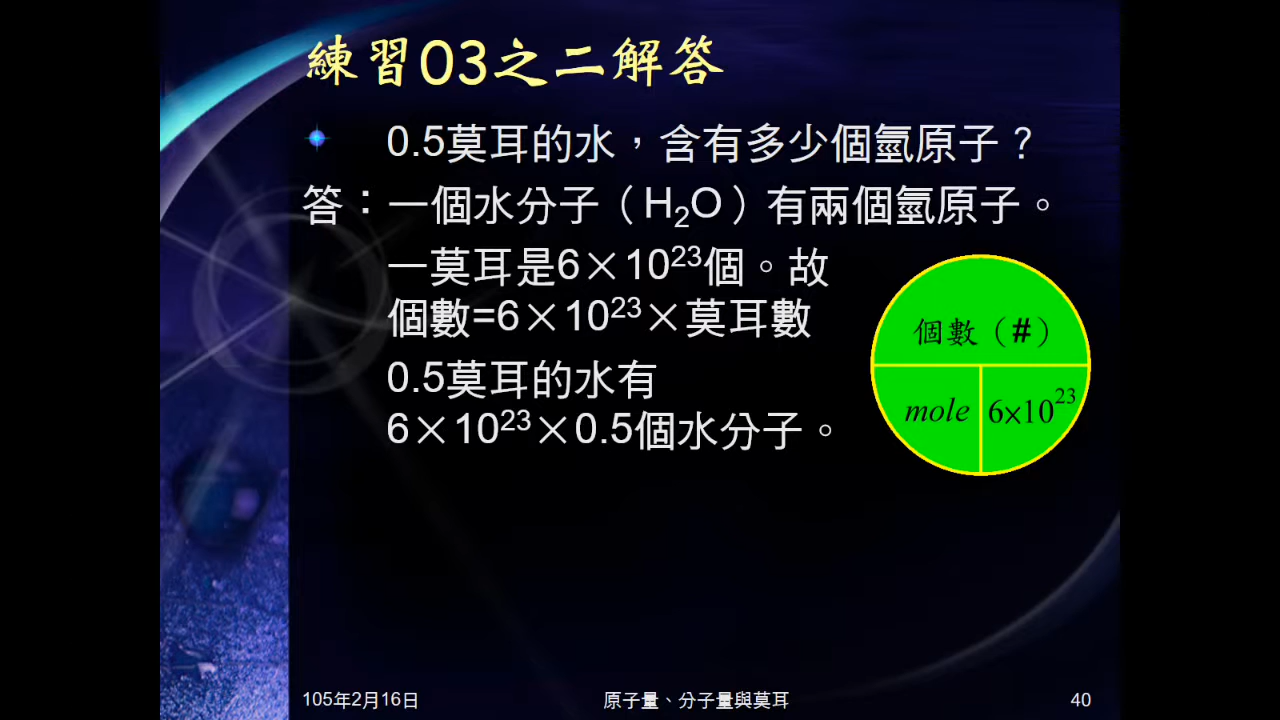 練習03之二解答
0.5莫耳的水，含有多少個氫原子？
答：一個水分子（H₂O）有兩個氫原子。
一莫耳是6×10²³個。故
個數=6×10²³×莫耳數
0.5莫耳的水有
6×10²³×0.5個水分子。
個數（#）
mole 6×10²³
105年2月16日 原子量、分子量與莫耳 40